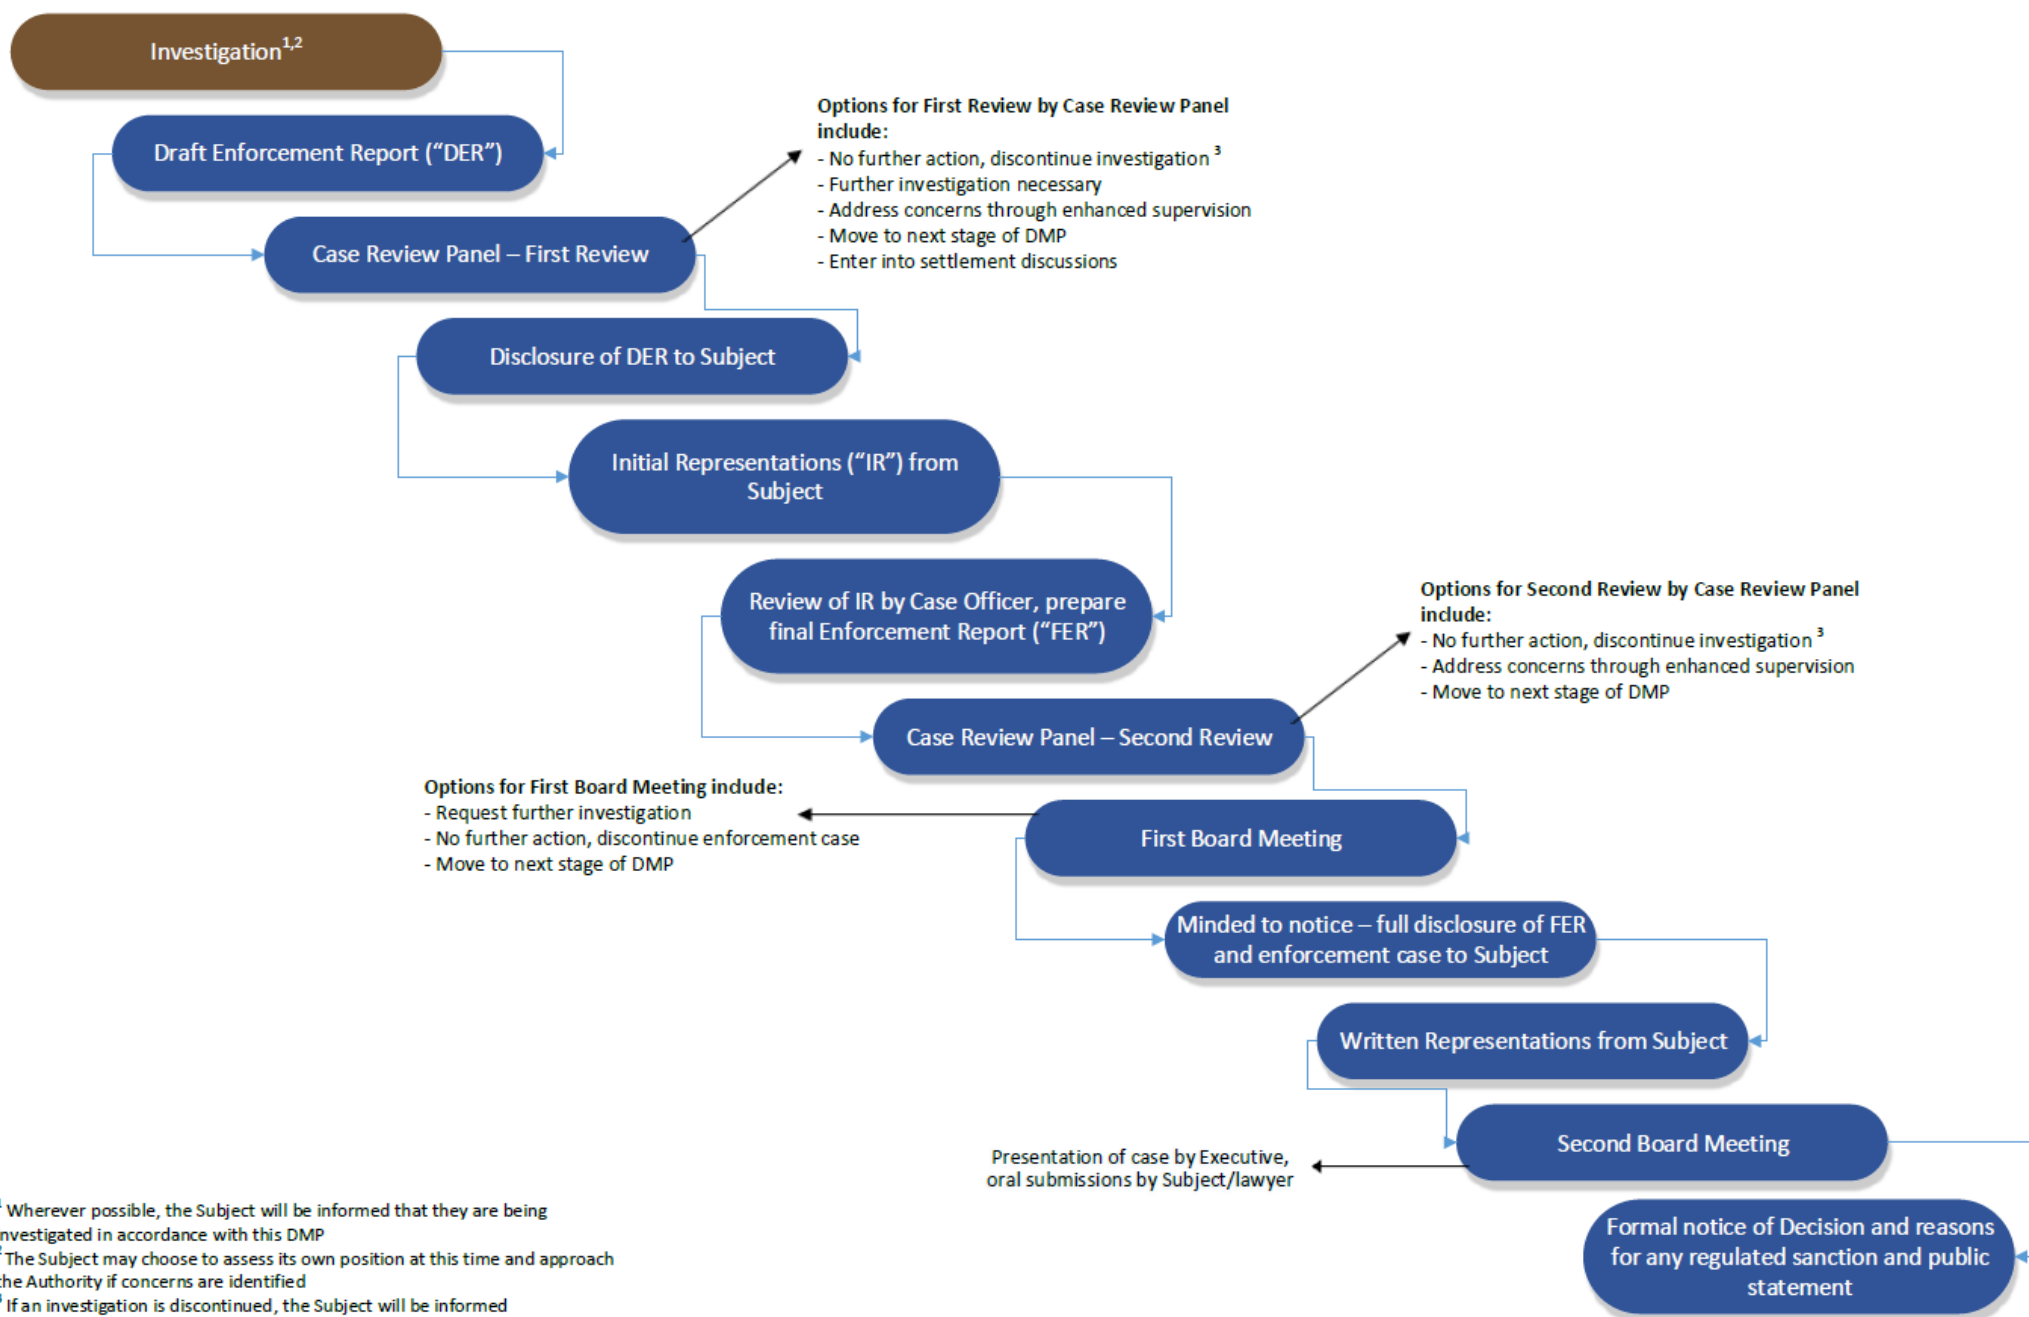 Investigation1,2
Draft Enforcement Report (“DER”)
Options for First Review by Case Review Panel
include:
- No further action, discontinue investigation 3
- Further investigation necessary
- Address concerns through enhanced supervision
- Move to next stage of DMP
- Enter into settlement discussions
Case Review Panel – First Review
Disclosure of DER to Subject
Initial Representations (“IR”) from
Subject
Review of IR by Case Officer, prepare
final Enforcement Report (“FER”)
Options for Second Review by Case Review Panel
include:
- No further action, discontinue investigation 3
- Address concerns through enhanced supervision
- Move to next stage of DMP
Case Review Panel – Second Review
Options for First Board Meeting include:
- Request further investigation
- No further action, discontinue enforcement case
- Move to next stage of DMP
First Board Meeting
Minded to notice – full disclosure of FER
and enforcement case to Subject
Written Representations from Subject
Second Board Meeting
Presentation of case by Executive,
oral submissions by Subject/lawyer
Formal notice of Decision and reasons
for any regulated sanction and public
statement
1 Wherever possible, the Subject will be informed that they are being
nvestigated in accordance with this DMP
2 The Subject may choose to assess its own position at this time and approach
the Authority if concerns are identified
3 If an investigation is discontinued, the Subject will be informed